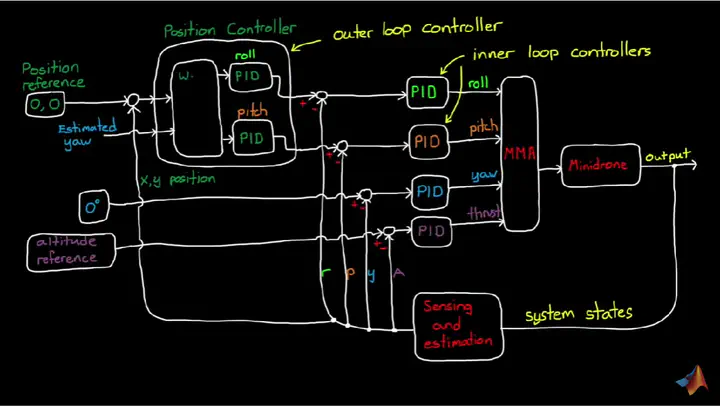 Position Controller
outer loop controller
inner loop controllers
Position
reference
0,0
Estimated
yaw
W.
roll
PID
pitch
PID
x,y position
+
-
+
-
+
-
+
-
PID
roll
PID
pitch
PID
yaw
PID
thrust
MMA
Minidrone
output
0°
altitude
reference
r
p
y
A
Sensing
and
estimation
system states